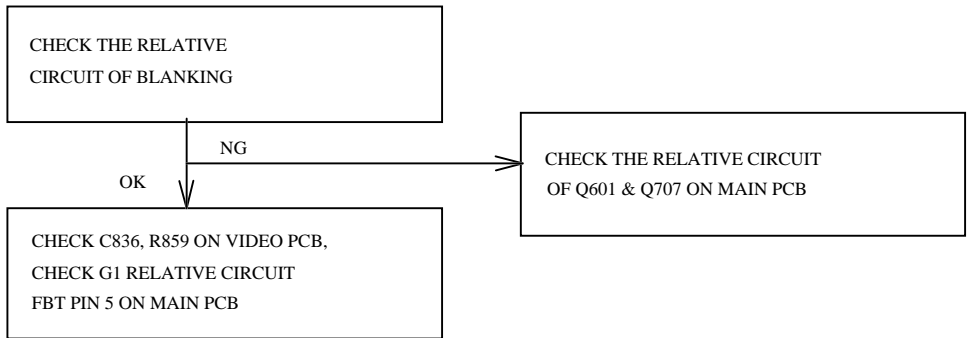 CHECK THE RELATIVE
CIRCUIT OF BLANKING
NG
CHECK THE RELATIVE CIRCUIT
OF Q601 & Q707 ON MAIN PCB
OK
CHECK C836, R859 ON VIDEO PCB,
CHECK G1 RELATIVE CIRCUIT
FBT PIN 5 ON MAIN PCB